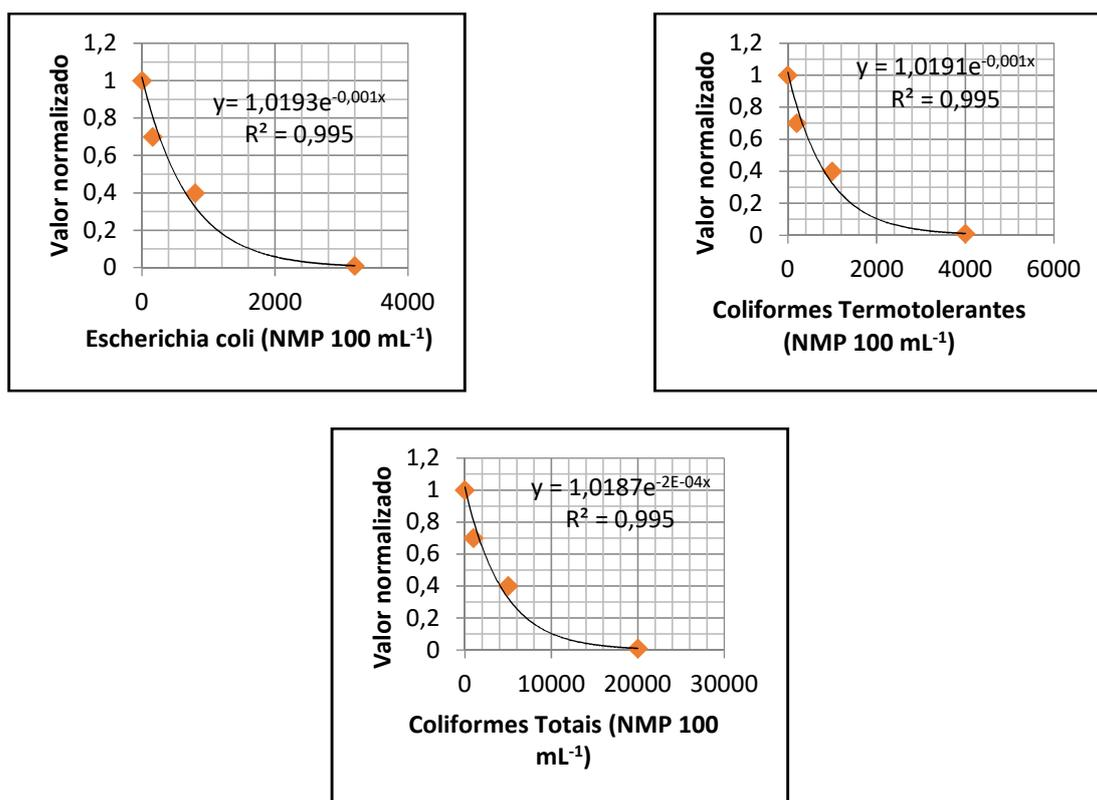 1,2
1
0,8
0,6
0,4
0,2
0
Valor normalizado
y= 1,0193e-0,001x
R² = 0,995
0 2000 4000
Escherichia coli (NMP 100 mL-1)
1,2
1
0,8
0,6
0,4
0,2
0
Valor normalizado
y = 1,0191e-0,001x
R² = 0,995
0 2000 4000 6000
Coliformes Termotolerantes
(NMP 100 mL-1)
1,2
1
0,8
0,6
0,4
0,2
0
Valor normalizado
y = 1,0187e-2E-04x
R² = 0,995
0 10000 20000 30000
Coliformes Totais (NMP 100
mL-1)